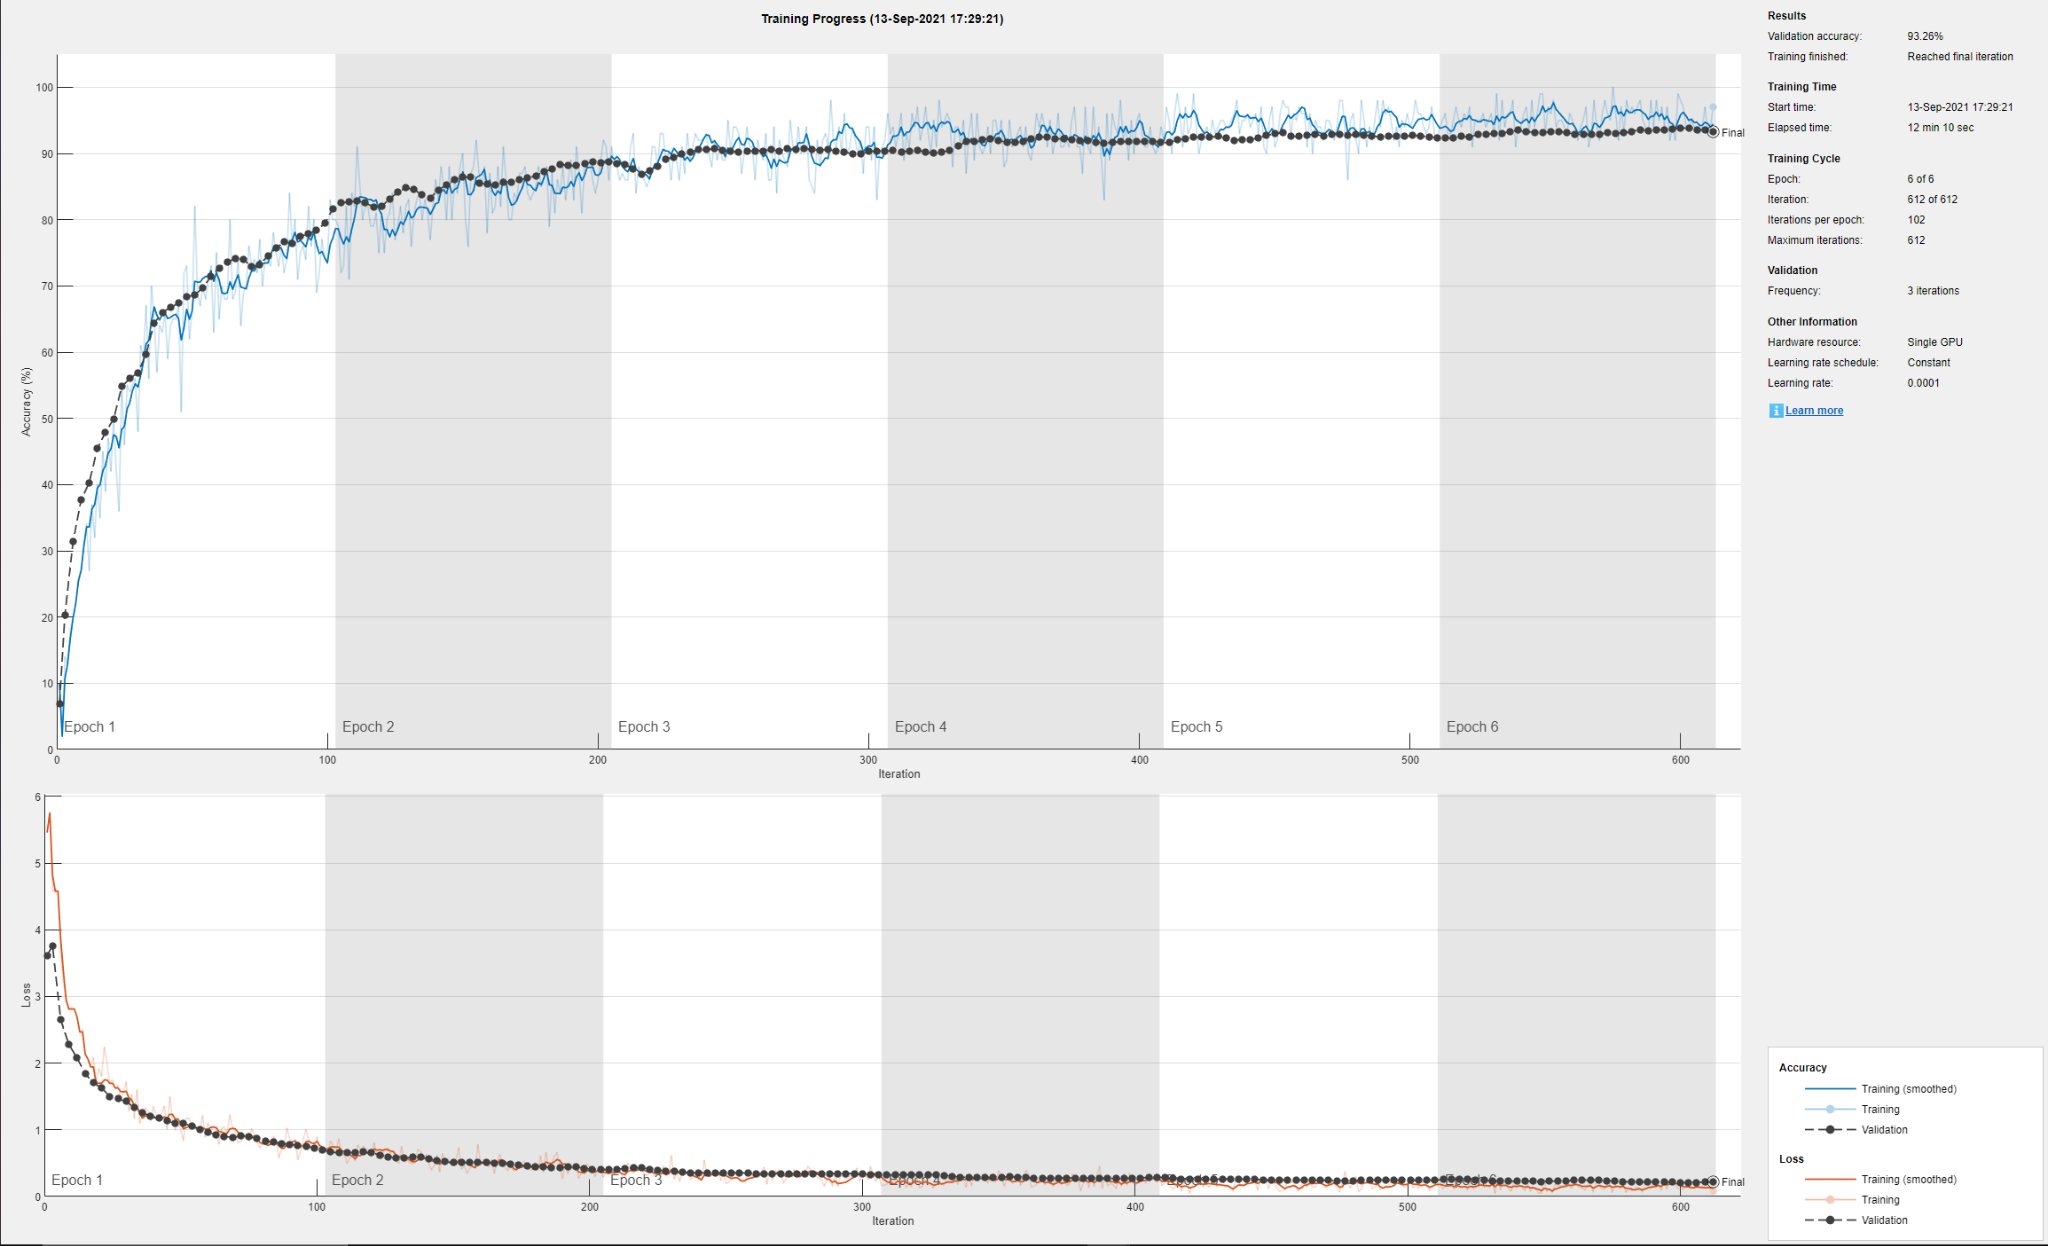 Training Progress (13-Sep-2021 17:29:21)
100
90
80
70
60
50
40
30
20
10
0
Accuracy (%)
Final
Epoch 1
Epoch 2
Epoch 3
Epoch 4
Epoch 5
Epoch 6
0
100
200
300
400
500
600
Iteration
6
5
4
3
2
1
0
Loss
Final
Epoch 1
Epoch 2
Epoch 3
0
100
200
300
400
500
600
Iteration
Results
Validation accuracy: 93.26%
Training finished: Reached final iteration
Training Time
Start time: 13-Sep-2021 17:29:21
Elapsed time: 12 min 10 sec
Training Cycle
Epoch: 6 of 6
Iteration: 612 of 612
Iterations per epoch: 102
Maximum iterations: 612
Validation
Frequency: 3 iterations
Other Information
Hardware resource: Single GPU
Learning rate schedule: Constant
Learning rate: 0.0001
i Learn more
Accuracy
Training (smoothed)
Training
Validation
Loss
Training (smoothed)
Training
Validation